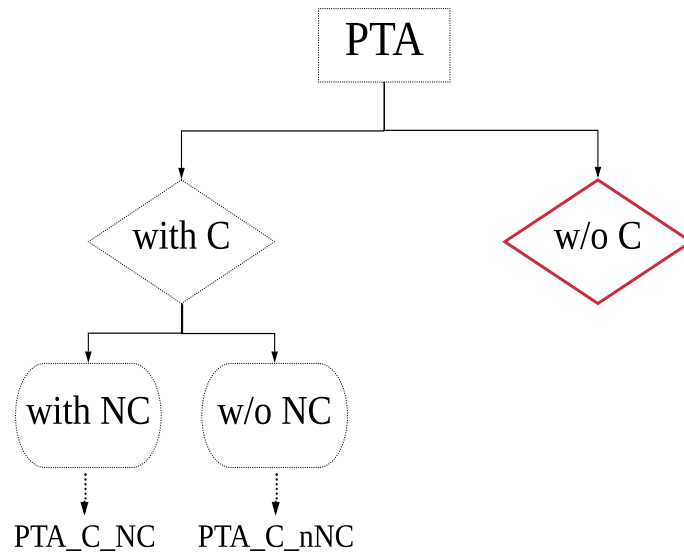 PTA
with C
w/o C
with NC
w/o NC
PTA_C_NC
PTA_C_nNC